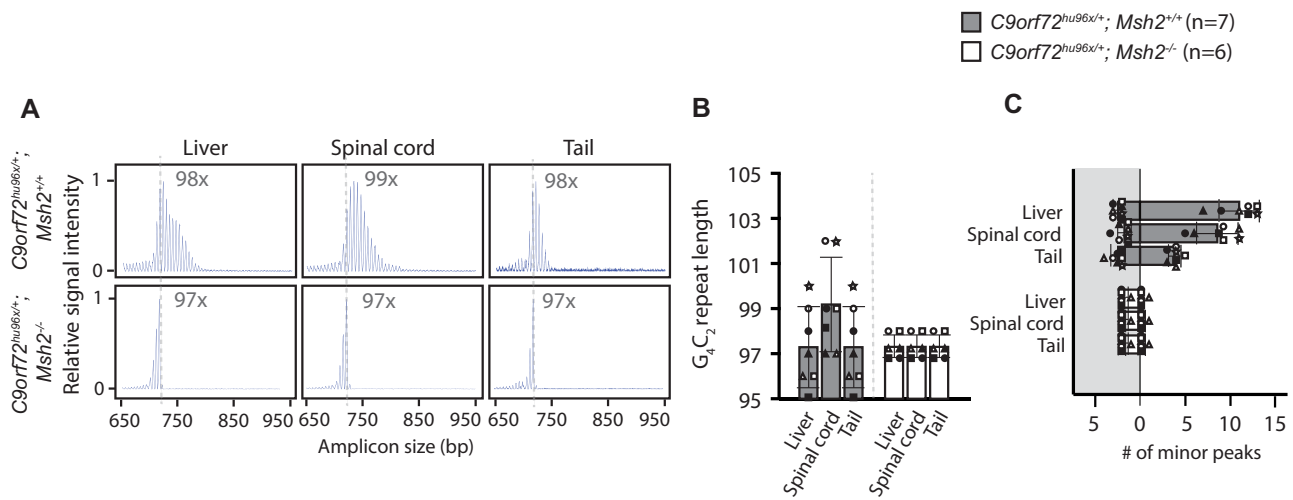 C9orf72hu96x/+; Msh2+/+ (n=7)
C9orf72hu96x/+; Msh2-/- (n=6)
A
Liver
Spinal cord
Tail
C9orf72hu96x/+;
Msh2+/+
C9orf72hu96x/+;
Msh2-/-
Relative signal intensity
1
0
1
0
98x
99x
98x
97x
97x
97x
650 750 850 950
650 750 850 950
650 750 850 950
Amplicon size (bp)
B
G4C2 repeat length
105
103
101
99
97
95
Liver
Spinal cord
Tail
Liver
Spinal cord
Tail
C
Liver
Spinal cord
Tail
Liver
Spinal cord
Tail
5 0 5 10 15
# of minor peaks